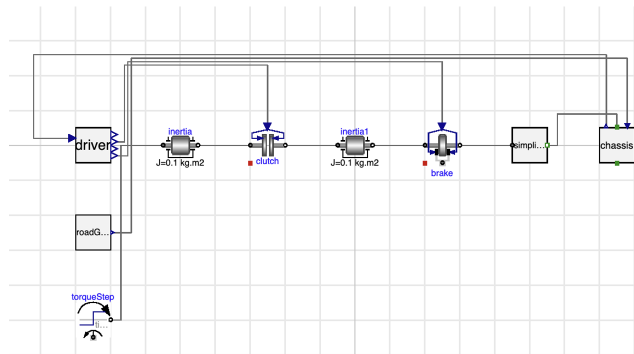 inertia
inertia1
driver
simpli...
chassis
clutch
J=0.1 kg.m2
J=0.1 kg.m2
brake
roadG...
torqueStep